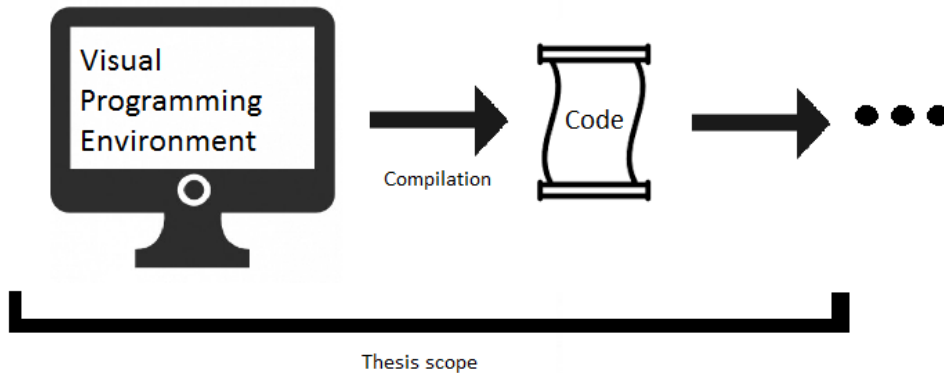 Visual
Programming
Environment
Compilation
Code
Thesis scope